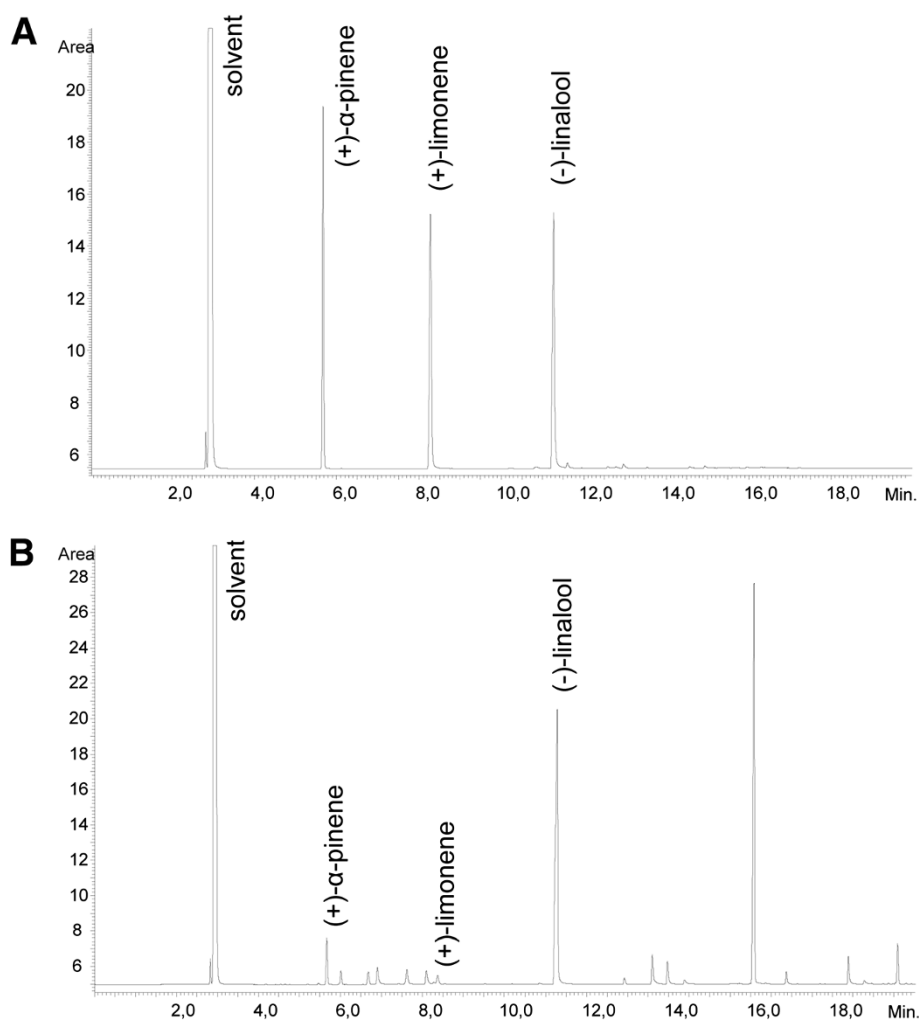 A
Area
solvent
(+)-α-pinene
(+)-limonene
(-)-linalool
20
18
16
14
12
10
8
6
2,0 4,0 6,0 8,0 10,0 12,0 14,0 16,0 18,0 Min.
B
Area
solvent
(+)-α-pinene
(+)-limonene
(-)-linalool
28
26
24
22
20
18
16
14
12
10
8
6
2,0 4,0 6,0 8,0 10,0 12,0 14,0 16,0 18,0 Min.